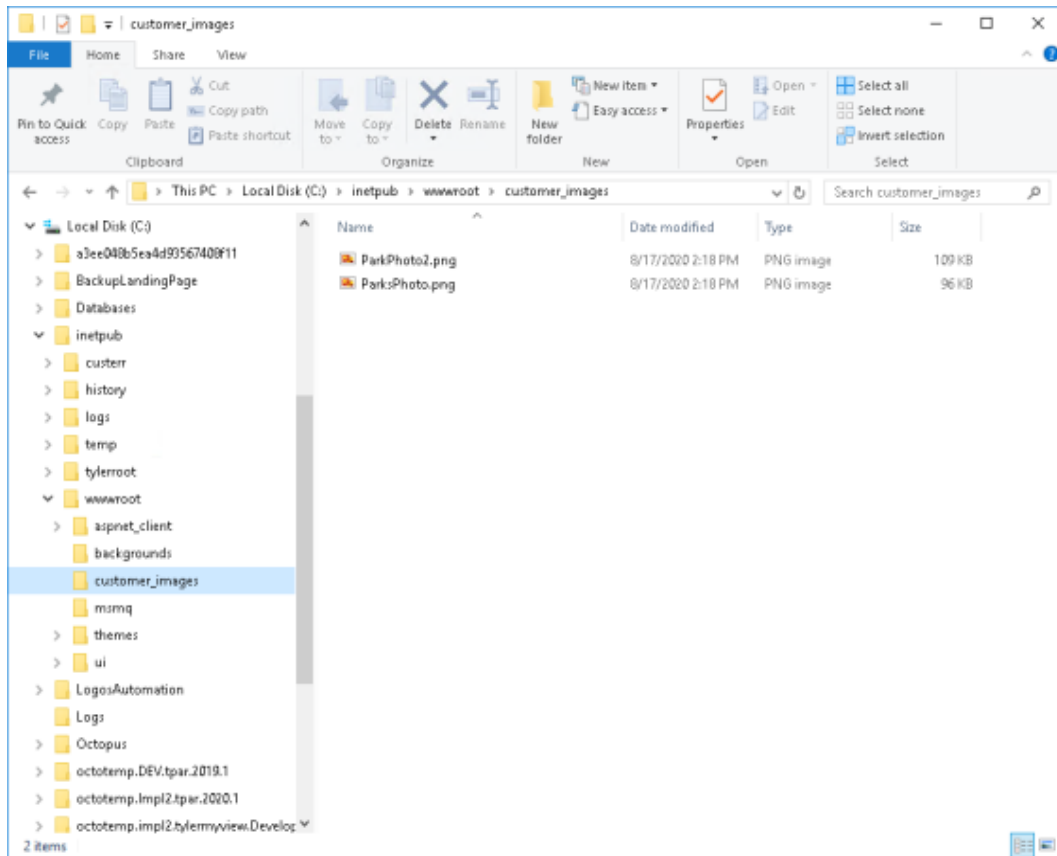 customer_images
File Home Share View
Pin to Quick access
Copy
Paste
Cut
Copy path
Paste shortcut
Clipboard
Move to
Copy to
Delete
Rename
Organize
New folder
New item
Easy access
New
Properties
Open
Edit
Open
Select all
Select none
Invert selection
Select
This PC > Local Disk (C:) > inetpub > wwwroot > customer_images
Search customer_images
Name Date modified Type Size
ParkPhoto2.png 8/17/2020 2:18 PM PNG image 109 KB
ParksPhoto.png 8/17/2020 2:18 PM PNG image 96 KB
Local Disk (C:)
BackupLandingPage
Databases
inetpub
custerr
history
logs
temp
tylerroot
wwwroot
aspnet_client
backgrounds
customer_images
msmq
themes
ui
LogosAutomation
Logs
Octopus
octotemp.DEV.tpar.2019.1
octotemp.Impl2.tpar.2020.1
octotemp.impl2.tylermyview.Develop
2 items